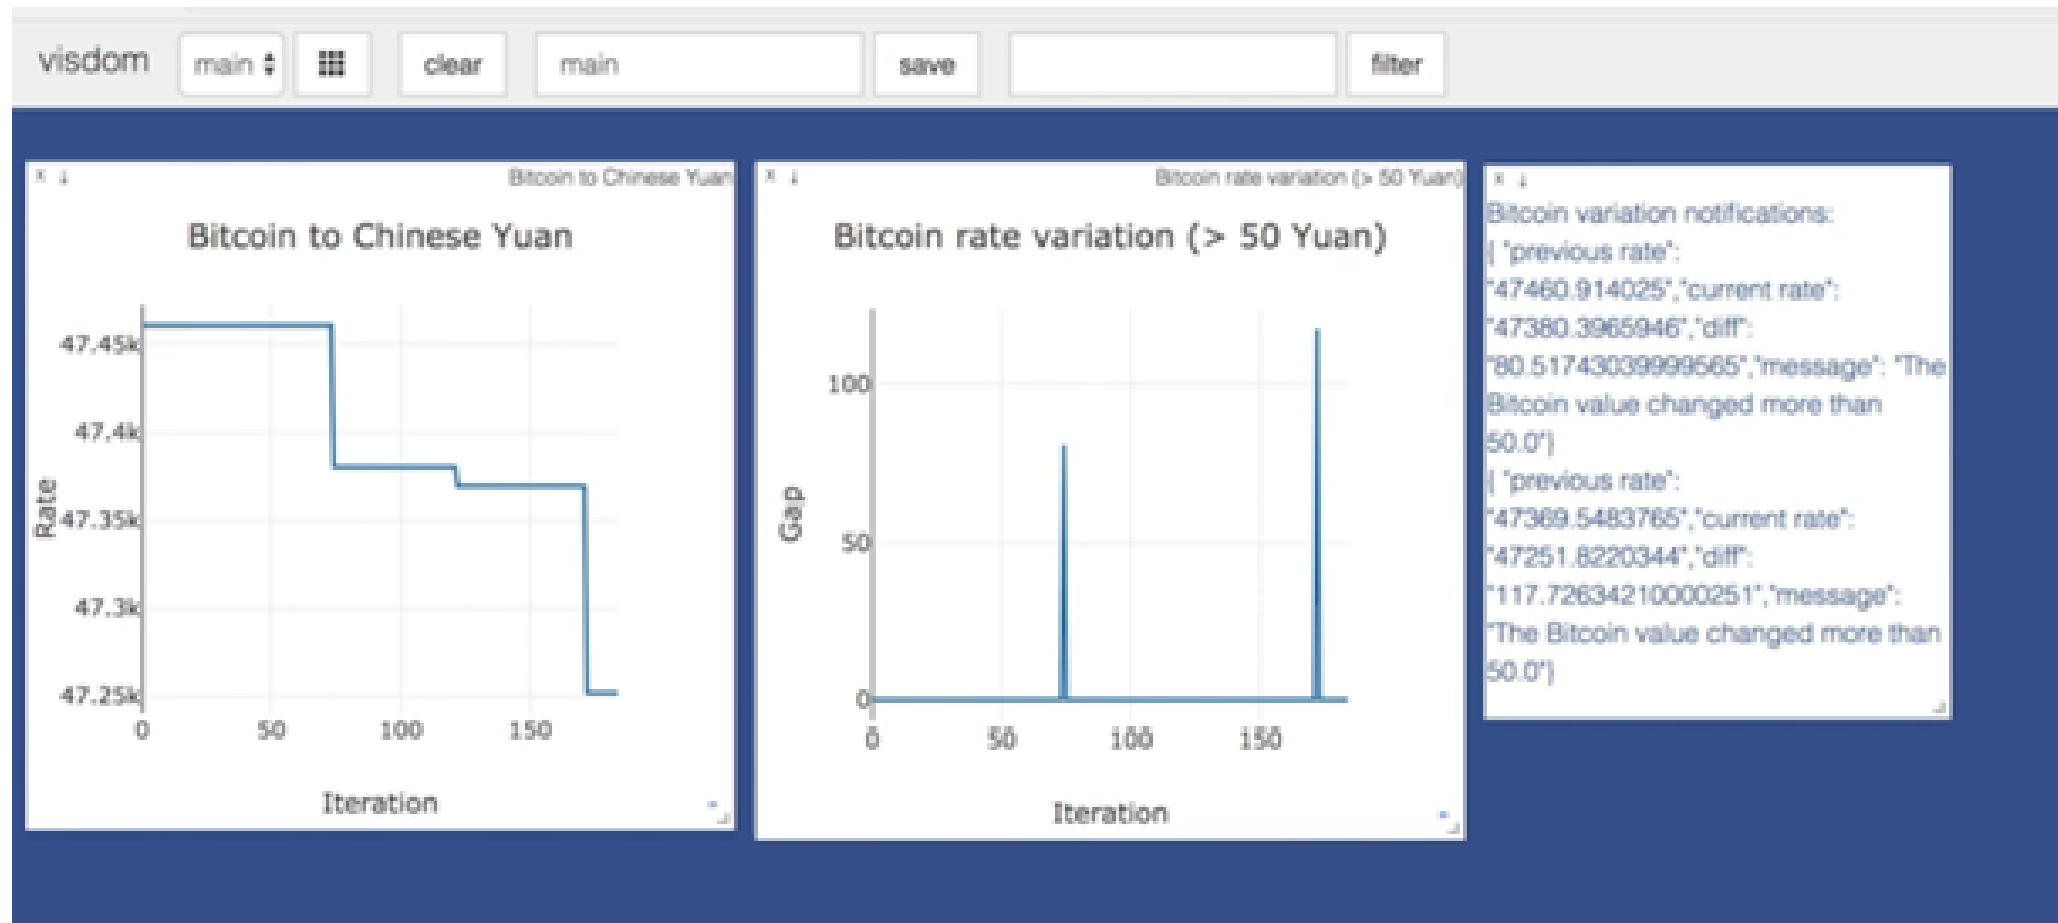 visdom main clear main save filter
Bitcoin to Chinese Yuan
Bitcoin to Chinese Yuan
47.45k
47.4k
47.35k
47.3k
47.25k
Rate
0 50 100 150
Iteration
Bitcoin rate variation (> 50 Yuan)
Bitcoin rate variation (> 50 Yuan)
100
50
0
Gap
0 50 100 150
Iteration
Bitcoin variation notifications:
{ "previous rate":
"47460.914025","current rate":
"47380.3965946","diff":
"80.51743039999565","message": "The
Bitcoin value changed more than
50.0"}
{ "previous rate":
"47369.5483765","current rate":
"47251.8220344","diff":
"117.72634210000251","message":
"The Bitcoin value changed more than
50.0"}